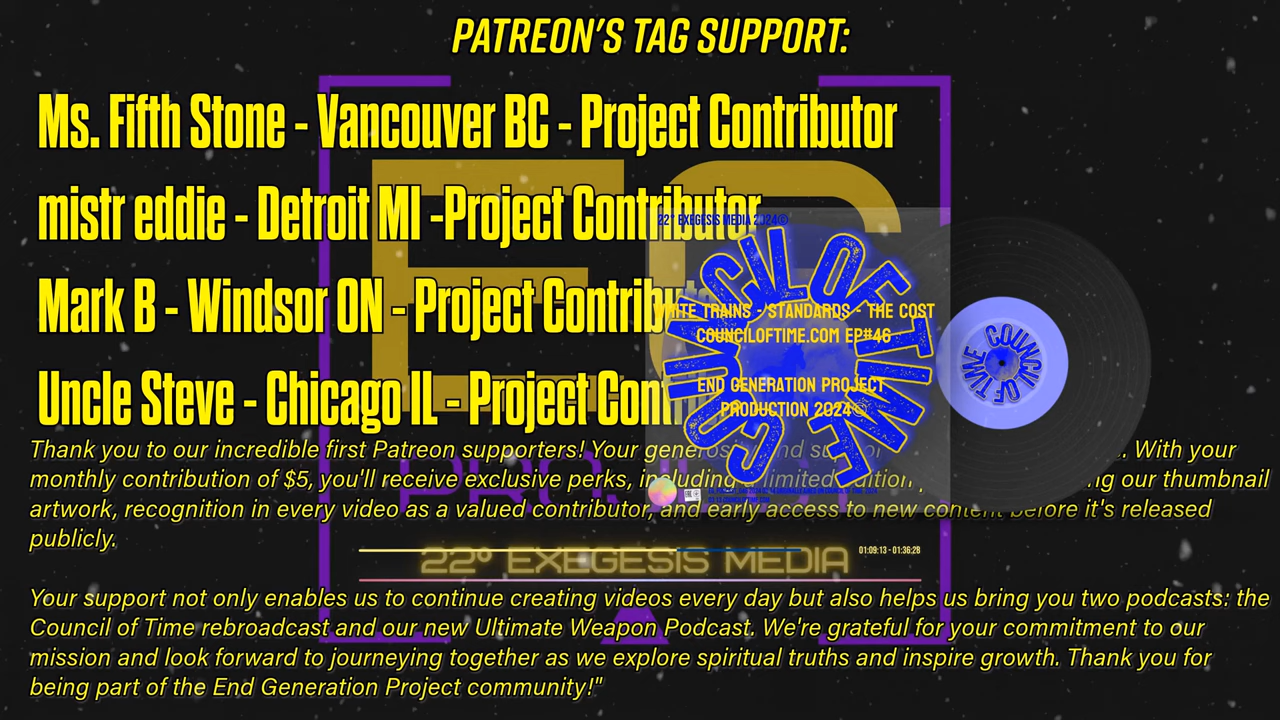 PATREON'S TAG SUPPORT:
Ms. Fifth Stone - Vancouver BC - Project Contributor
mistr eddie - Detroit MI -Project Contributor
22° EXEGESIS MEDIA 2024©
Mark B - Windsor ON - Project
TRAINS - STANDARDS - THE COST
COUNCILOFTIME.COM EP#46
Uncle Steve - Chicago IL - Project
END GENERATION PROJECT
PRODUCTION 2024©
COUNCIL OF TIME
COUNCIL OF TIME
Thank you to our incredible first Patreon supporters! Your and With your
monthly contribution of $5, you'll receive exclusive perks, including edition our thumbnail
artwork, recognition in every video as a valued contributor, and early access to new content before it's released
publicly.
22° EXEGESIS MEDIA
01:09:13 - 01:36:28
Your support not only enables us to continue creating videos every day but also helps us bring you two podcasts: the
Council of Time rebroadcast and our new Ultimate Weapon Podcast. We're grateful for your commitment to our
mission and look forward to journeying together as we explore spiritual truths and inspire growth. Thank you for
being part of the End Generation Project community!"